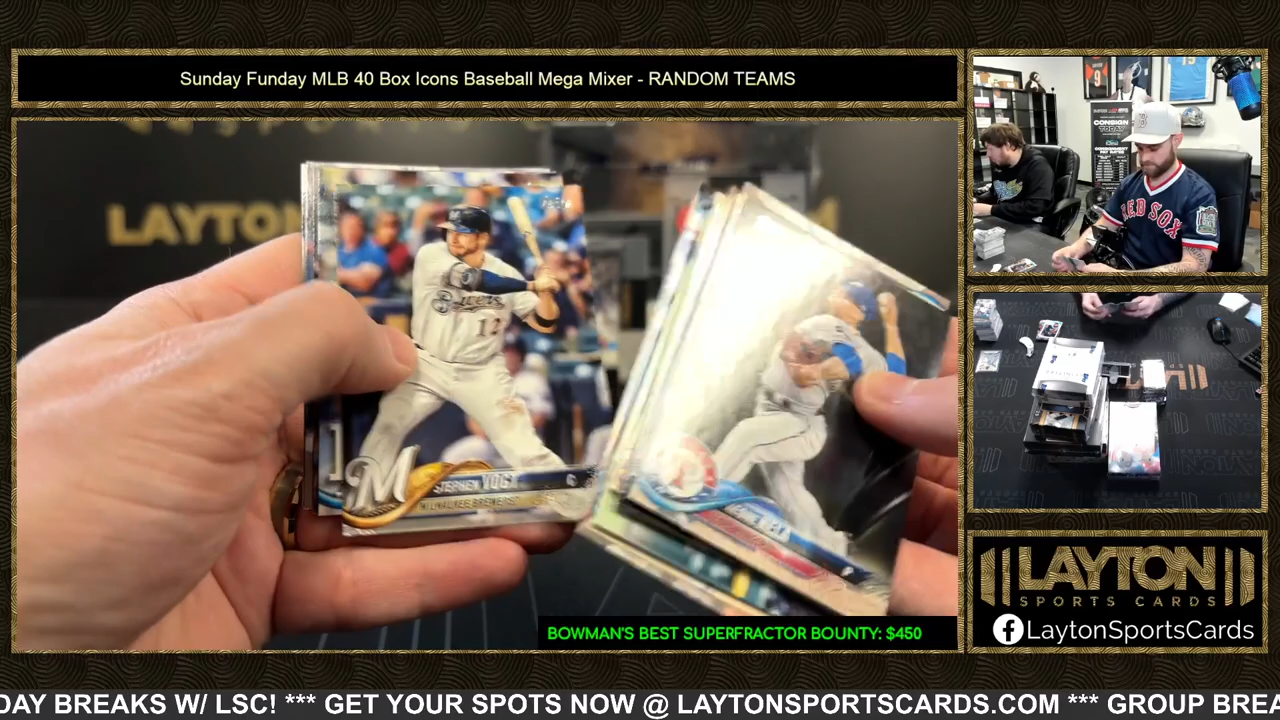 Sunday Funday MLB 40 Box Icons Baseball Mega Mixer - RANDOM TEAMS
LAYTON
Brewers
12
M
STEPHEN VOGT
C
MILWAUKEE BREWERS
CONSIGN
TODAY
RED SOX
B
9
BOWMAN'S BEST SUPERFRACTOR BOUNTY: $450
LAYTON
SPORTS CARDS
LaytonSportsCards
DAY BREAKS W/ LSC! *** GET YOUR SPOTS NOW @ LAYTONSPORTSCARDS.COM *** GROUP BREA